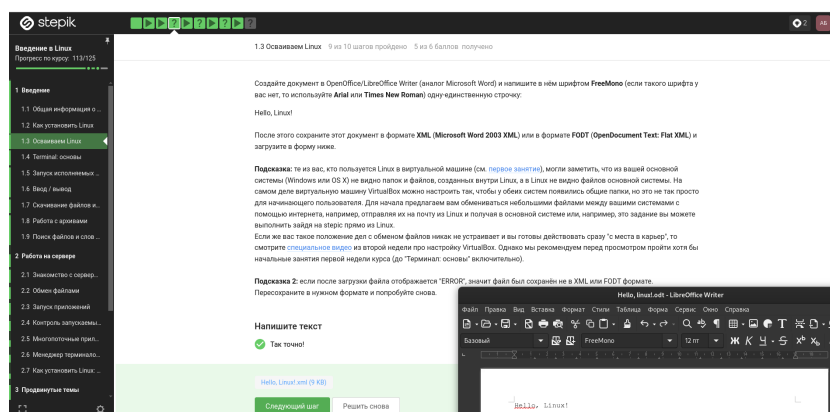 stepik
2
АБ
Введение в Linux
Прогресс по курсу: 113/125
1.3 Осваиваем Linux 9 из 10 шагов пройдено 5 из 6 баллов получено
1 Введение
1.1 Общая информация о ...
1.2 Как установить Linux
1.3 Осваиваем Linux
1.4 Terminal: основы
1.5 Запуск исполняемых ...
1.6 Ввод / вывод
1.7 Скачивание файлов и...
1.8 Работа с архивами
1.9 Поиск файлов и слов ...
2 Работа на сервере
2.1 Знакомство с сервер...
2.2 Обмен файлами
2.3 Запуск приложений
2.4 Контроль запускаемы...
2.5 Многопоточные прил...
2.6 Менеджер терминало...
2.7 Как установить Linux: ...
3 Продвинутые темы
Создайте документ в OpenOffice/LibreOffice Writer (аналог Microsoft Word) и напишите в нём шрифтом FreeMono (если такого шрифта у
вас нет, то используйте Arial или Times New Roman) одну-единственную строчку:
Hello, Linux!
После этого сохраните этот документ в формате XML (Microsoft Word 2003 XML) или в формате FODT (OpenDocument Text: Flat XML) и
загрузите в форму ниже.
Подсказка: те из вас, кто пользуется Linux в виртуальной машине (см. первое занятие), могли заметить, что из вашей основной
системы (Windows или OS X) не видно папок и файлов, созданных внутри Linux, а в Linux не видно файлов основной системы. На
самом деле виртуальную машину VirtualBox можно настроить так, чтобы у обеих систем появились общие папки, но это не так просто
для начинающего пользователя. Для начала предлагаем вам обмениваться небольшими файлами между вашими системами с
помощью интернета, например, отправляя их на почту из Linux и получая в основной системе или, например, это задание вы можете
выполнить зайдя на stepic прямо из Linux.
Если же вас такое положение дел с обменом файлов никак не устраивает и вы готовы действовать сразу "с места в карьер", то
смотрите специальное видео из второй недели про настройку VirtualBox. Однако мы рекомендуем перед просмотром пройти хотя бы
начальные занятия первой недели курса (до "Терминал: основы" включительно).
Подсказка 2: если после загрузки файла отображается "ERROR", значит файл был сохранён не в XML или FODT формате.
Пересохраните в нужном формате и попробуйте снова.
Напишите текст
Так точно!
Hello, Linux!.xml (9 KB)
Следующий шаг Решить снова
Hello, linux!.odt - LibreOffice Writer
Файл Правка Вид Вставка Формат Стили Таблица Форма Сервис Окно Справка
Базовый FreeMono 12 пт Ж К Ч S
Hello, Linux!